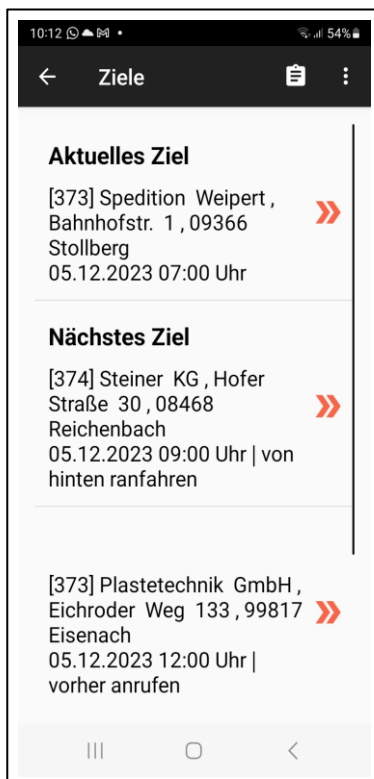 10:12 54%
Ziele
Aktuelles Ziel
[373] Spedition Weipert ,
Bahnhofstr. 1 , 09366
Stollberg
05.12.2023 07:00 Uhr
Nächstes Ziel
[374] Steiner KG , Hofer
Straße 30 , 08468
Reichenbach
05.12.2023 09:00 Uhr | von
hinten ranfahren
[373] Plastetechnik GmbH ,
Eichroder Weg 133 , 99817
Eisenach
05.12.2023 12:00 Uhr |
vorher anrufen